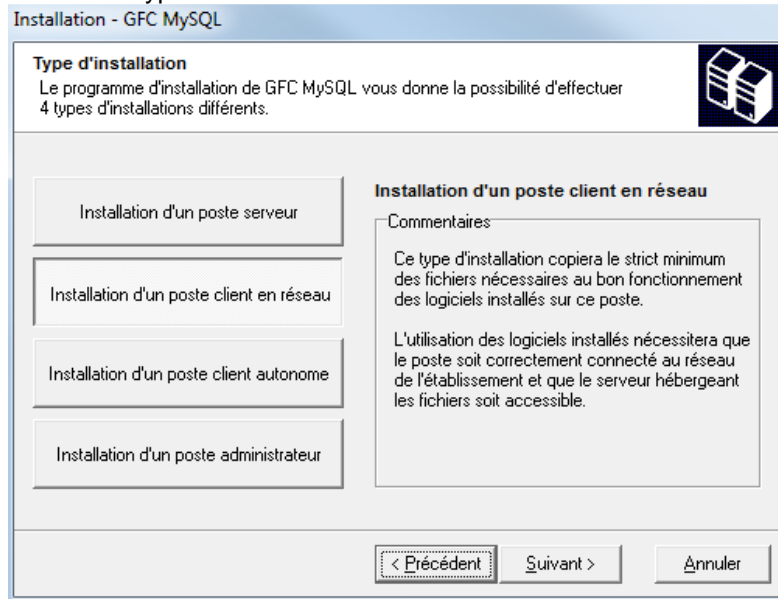 Installation - GFC MySQL
Type d'installation
Le programme d'installation de GFC MySQL vous donne la possibilité d'effectuer
4 types d'installations différents.
Installation d'un poste serveur
Installation d'un poste client en réseau
Installation d'un poste client autonome
Installation d'un poste administrateur
Installation d'un poste client en réseau
Commentaires
Ce type d'installation copiera le strict minimum
des fichiers nécessaires au bon fonctionnement
des logiciels installés sur ce poste.
L'utilisation des logiciels installés nécessitera que
le poste soit correctement connecté au réseau
de l'établissement et que le serveur hébergeant
les fichiers soit accessible.
< Précédent
Suivant >
Annuler